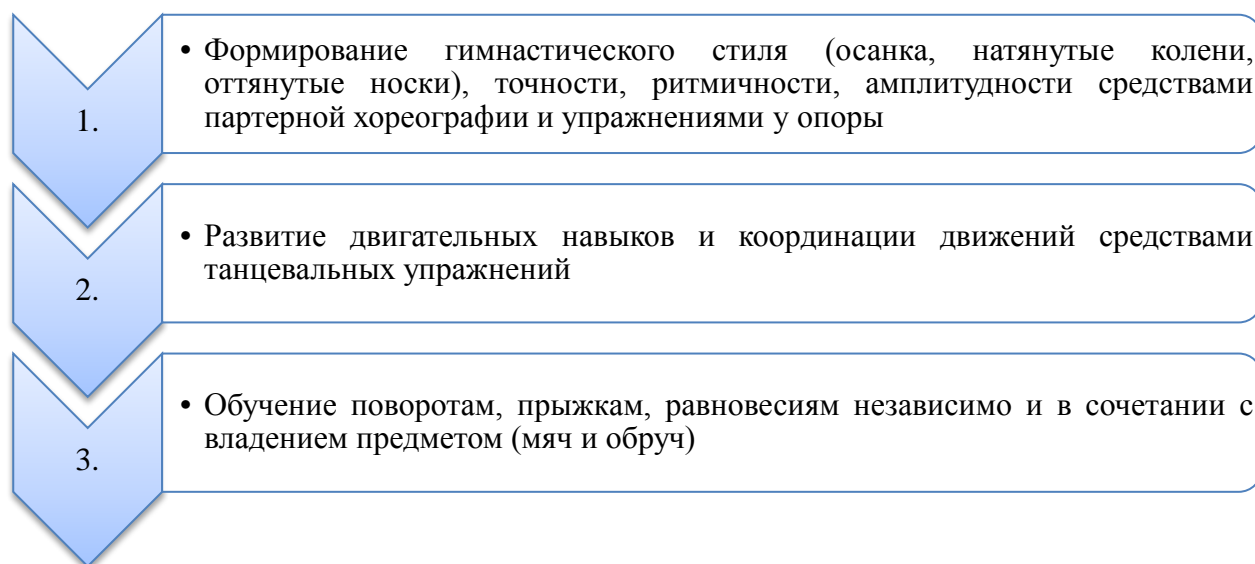 1.
• Формирование гимнастического стиля (осанка, натянутые колени,
оттянутые носки), точности, ритмичности, амплитудности средствами
партерной хореографии и упражнениями у опоры
2.
• Развитие двигательных навыков и координации движений средствами
танцевальных упражнений
3.
• Обучение поворотам, прыжкам, равновесиям независимо и в сочетании с
владением предметом (мяч и обруч)